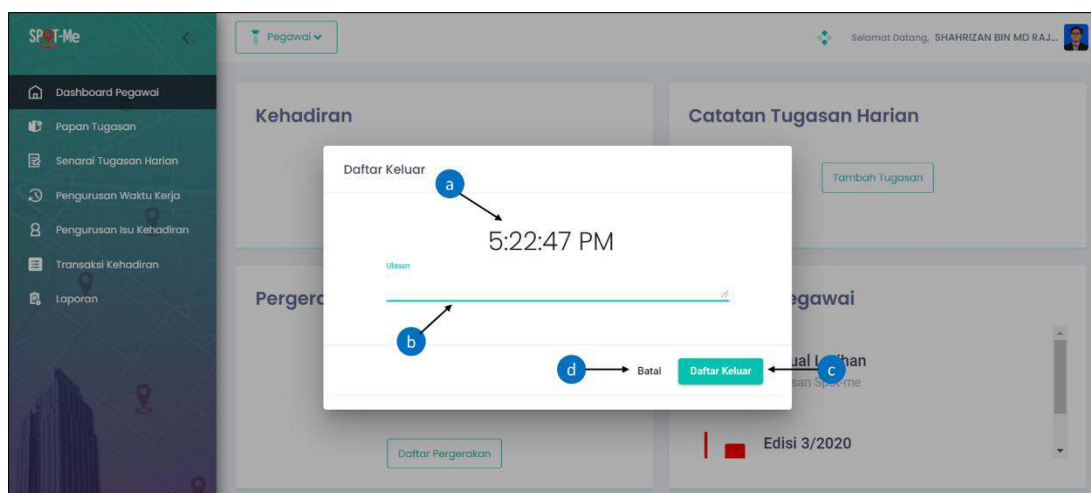 SPOT-Me
Pegawai
Selamat Datang, SHAHRIZAN BIN MD RAJ...
Dashboard Pegawai
Papan Tugasan
Senarai Tugasan Harian
Pengurusan Waktu Kerja
Pengurusan Isu Kehadiran
Transaksi Kehadiran
Laporan
Kehadiran
Catatan Tugasan Harian
Tambah Tugasan
Daftar Keluar
a
5:22:47 PM
Ulasan
b
d
Batal
Daftar Keluar
c
Edisi 3/2020
Daftar Pergerakan